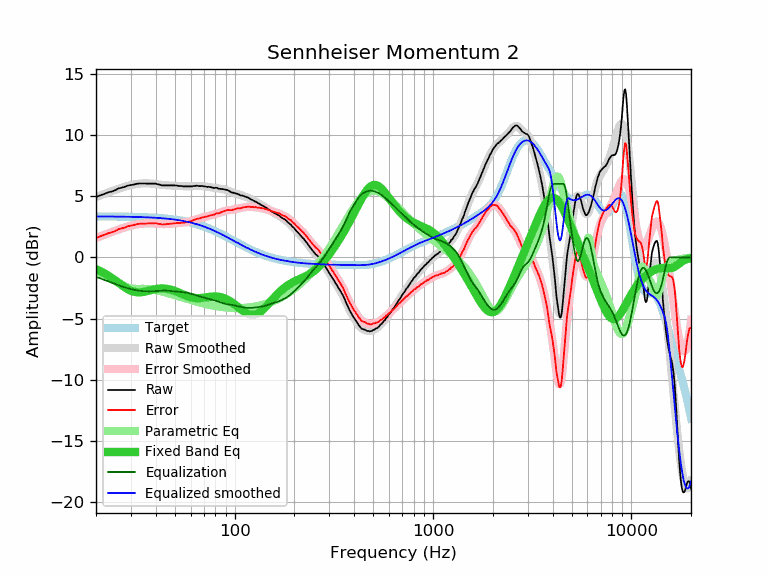 Sennheiser Momentum 2
15
10
5
0
−5
−10
−15
−20
Amplitude (dBr)
Target
Raw Smoothed
Error Smoothed
Raw
Error
Parametric Eq
Fixed Band Eq
Equalization
Equalized smoothed
100 1000 10000
Frequency (Hz)